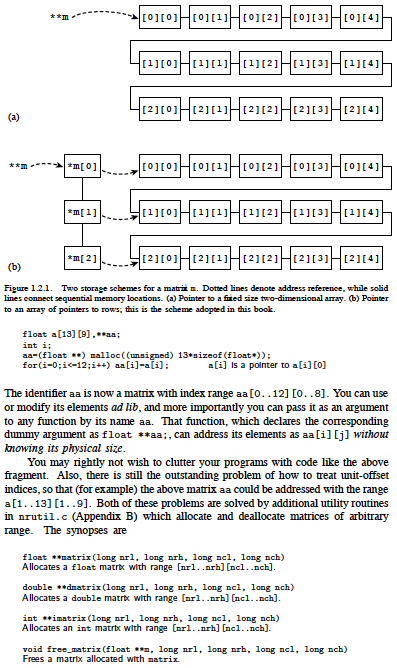 **m [0][0] [0][1] [0][2] [0][3] [0][4]
[1][0] [1][1] [1][2] [1][3] [1][4]
[2][0] [2][1] [2][2] [2][3] [2][4]
(a)
**m *m[0] [0][0] [0][1] [0][2] [0][3] [0][4]
*m[1] [1][0] [1][1] [1][2] [1][3] [1][4]
*m[2] [2][0] [2][1] [2][2] [2][3] [2][4]
(b)
Figure 1.2.1. Two storage schemes for a matrix m. Dotted lines denote address reference, while solid
lines connect sequential memory locations. (a) Pointer to a fixed size two-dimensional array. (b) Pointer
to an array of pointers to rows; this is the scheme adopted in this book.
float a[13][9],**aa;
int i;
aa=(float **) malloc((unsigned) 13*sizeof(float*));
for(i=0;i<=12;i++) aa[i]=a[i]; a[i] is a pointer to a[i][0]
The identifier aa is now a matrix with index range aa[0..12][0..8]. You can use
or modify its elements ad lib, and more importantly you can pass it as an argument
to any function by its name aa. That function, which declares the corresponding
dummy argument as float **aa;, can address its elements as aa[i][j] without
knowing its physical size.
You may rightly not wish to clutter your programs with code like the above
fragment. Also, there is still the outstanding problem of how to treat unit-offset
indices, so that (for example) the above matrix aa could be addressed with the range
a[1..13][1..9]. Both of these problems are solved by additional utility routines
in nrutil.c (Appendix B) which allocate and deallocate matrices of arbitrary
range. The synopses are
float **matrix(long nrl, long nrh, long ncl, long nch)
Allocates a float matrix with range [nrl..nrh][ncl..nch].
double **dmatrix(long nrl, long nrh, long ncl, long nch)
Allocates a double matrix with range [nrl..nrh][ncl..nch].
int **imatrix(long nrl, long nrh, long ncl, long nch)
Allocates an int matrix with range [nrl..nrh][ncl..nch].
void free_matrix(float **m, long nrl, long nrh, long ncl, long nch)
Frees a matrix allocated with matrix.